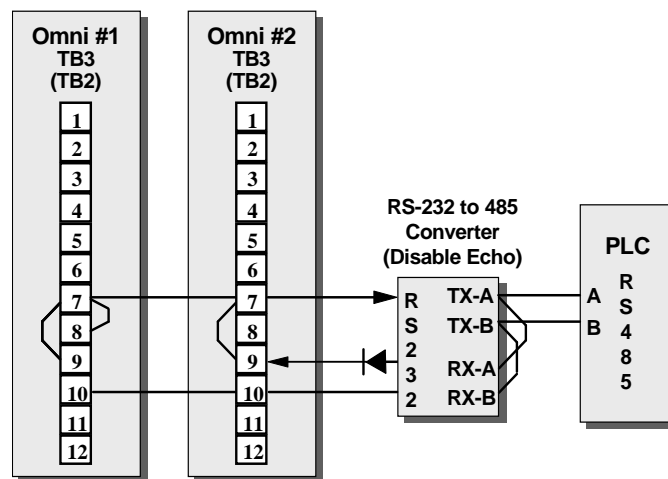 Omni #1
TB3
(TB2)
1
2
3
4
5
6
7
8
9
10
11
12
Omni #2
TB3
(TB2)
1
2
3
4
5
6
7
8
9
10
11
12
RS-232 to 485
Converter
(Disable Echo)
R
S
2
3
2
TX-A
TX-B
RX-A
RX-B
PLC
A
B
R
S
4
8
5